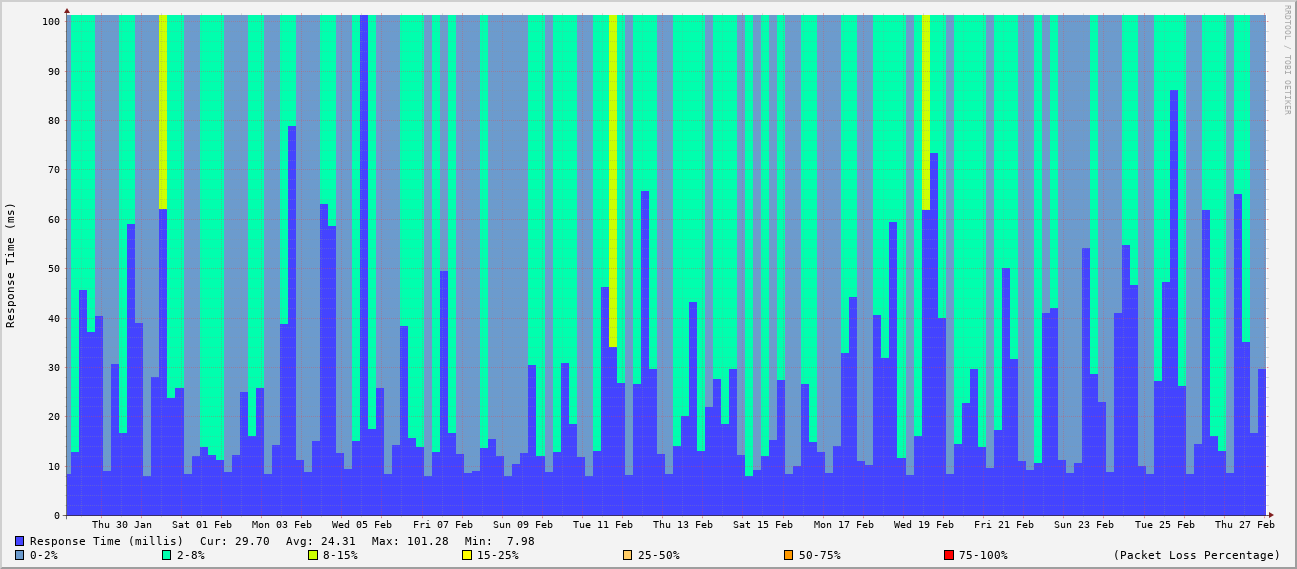 RRDTOOL / TOBI OETIKER
Response Time (ms)
100
90
80
70
60
50
40
30
20
10
0
Thu 30 Jan Sat 01 Feb Mon 03 Feb Wed 05 Feb Fri 07 Feb Sun 09 Feb Tue 11 Feb Thu 13 Feb Sat 15 Feb Mon 17 Feb Wed 19 Feb Fri 21 Feb Sun 23 Feb Tue 25 Feb Thu 27 Feb
Response Time (millis) Cur: 29.70 Avg: 24.31 Max: 101.28 Min: 7.98
0-2% 2-8% 8-15% 15-25% 25-50% 50-75% 75-100% (Packet Loss Percentage)